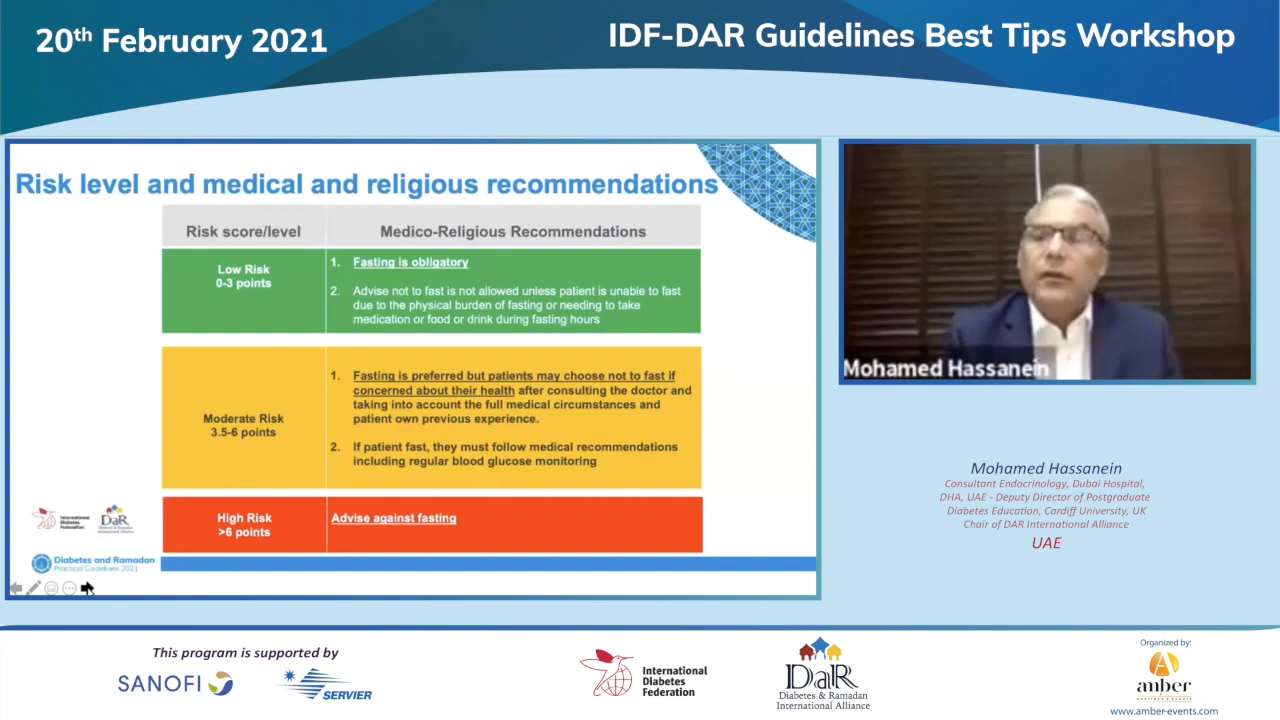 20th February 2021
IDF-DAR Guidelines Best Tips Workshop
Risk level and medical and religious recommendations
Risk score/level
Medico-Religious Recommendations
Low Risk
0-3 points
1. Fasting is obligatory
2. Advise not to fast is not allowed unless patient is unable to fast
due to the physical burden of fasting or needing to take
medication or food or drink during fasting hours
Moderate Risk
3.5-6 points
1. Fasting is preferred but patients may choose not to fast if
concerned about their health after consulting the doctor and
taking into account the full medical circumstances and
patient own previous experience.
2. If patient fast, they must follow medical recommendations
including regular blood glucose monitoring
High Risk
>6 points
Advise against fasting
International
Diabetes
Federation
DaR
Diabetes & Ramadan
International Alliance
Diabetes and Ramadan
Practical Guidelines 2021
Mohamed Hassanein
Mohamed Hassanein
Consultant Endocrinology, Dubai Hospital,
DHA, UAE - Deputy Director of Postgraduate
Diabetes Education, Cardiff University, UK
Chair of DAR International Alliance
UAE
This program is supported by
SANOFI
SERVIER
International
Diabetes
Federation
DaR
Diabetes & Ramadan
International Alliance
Organized by:
anber
www.amber-events.com